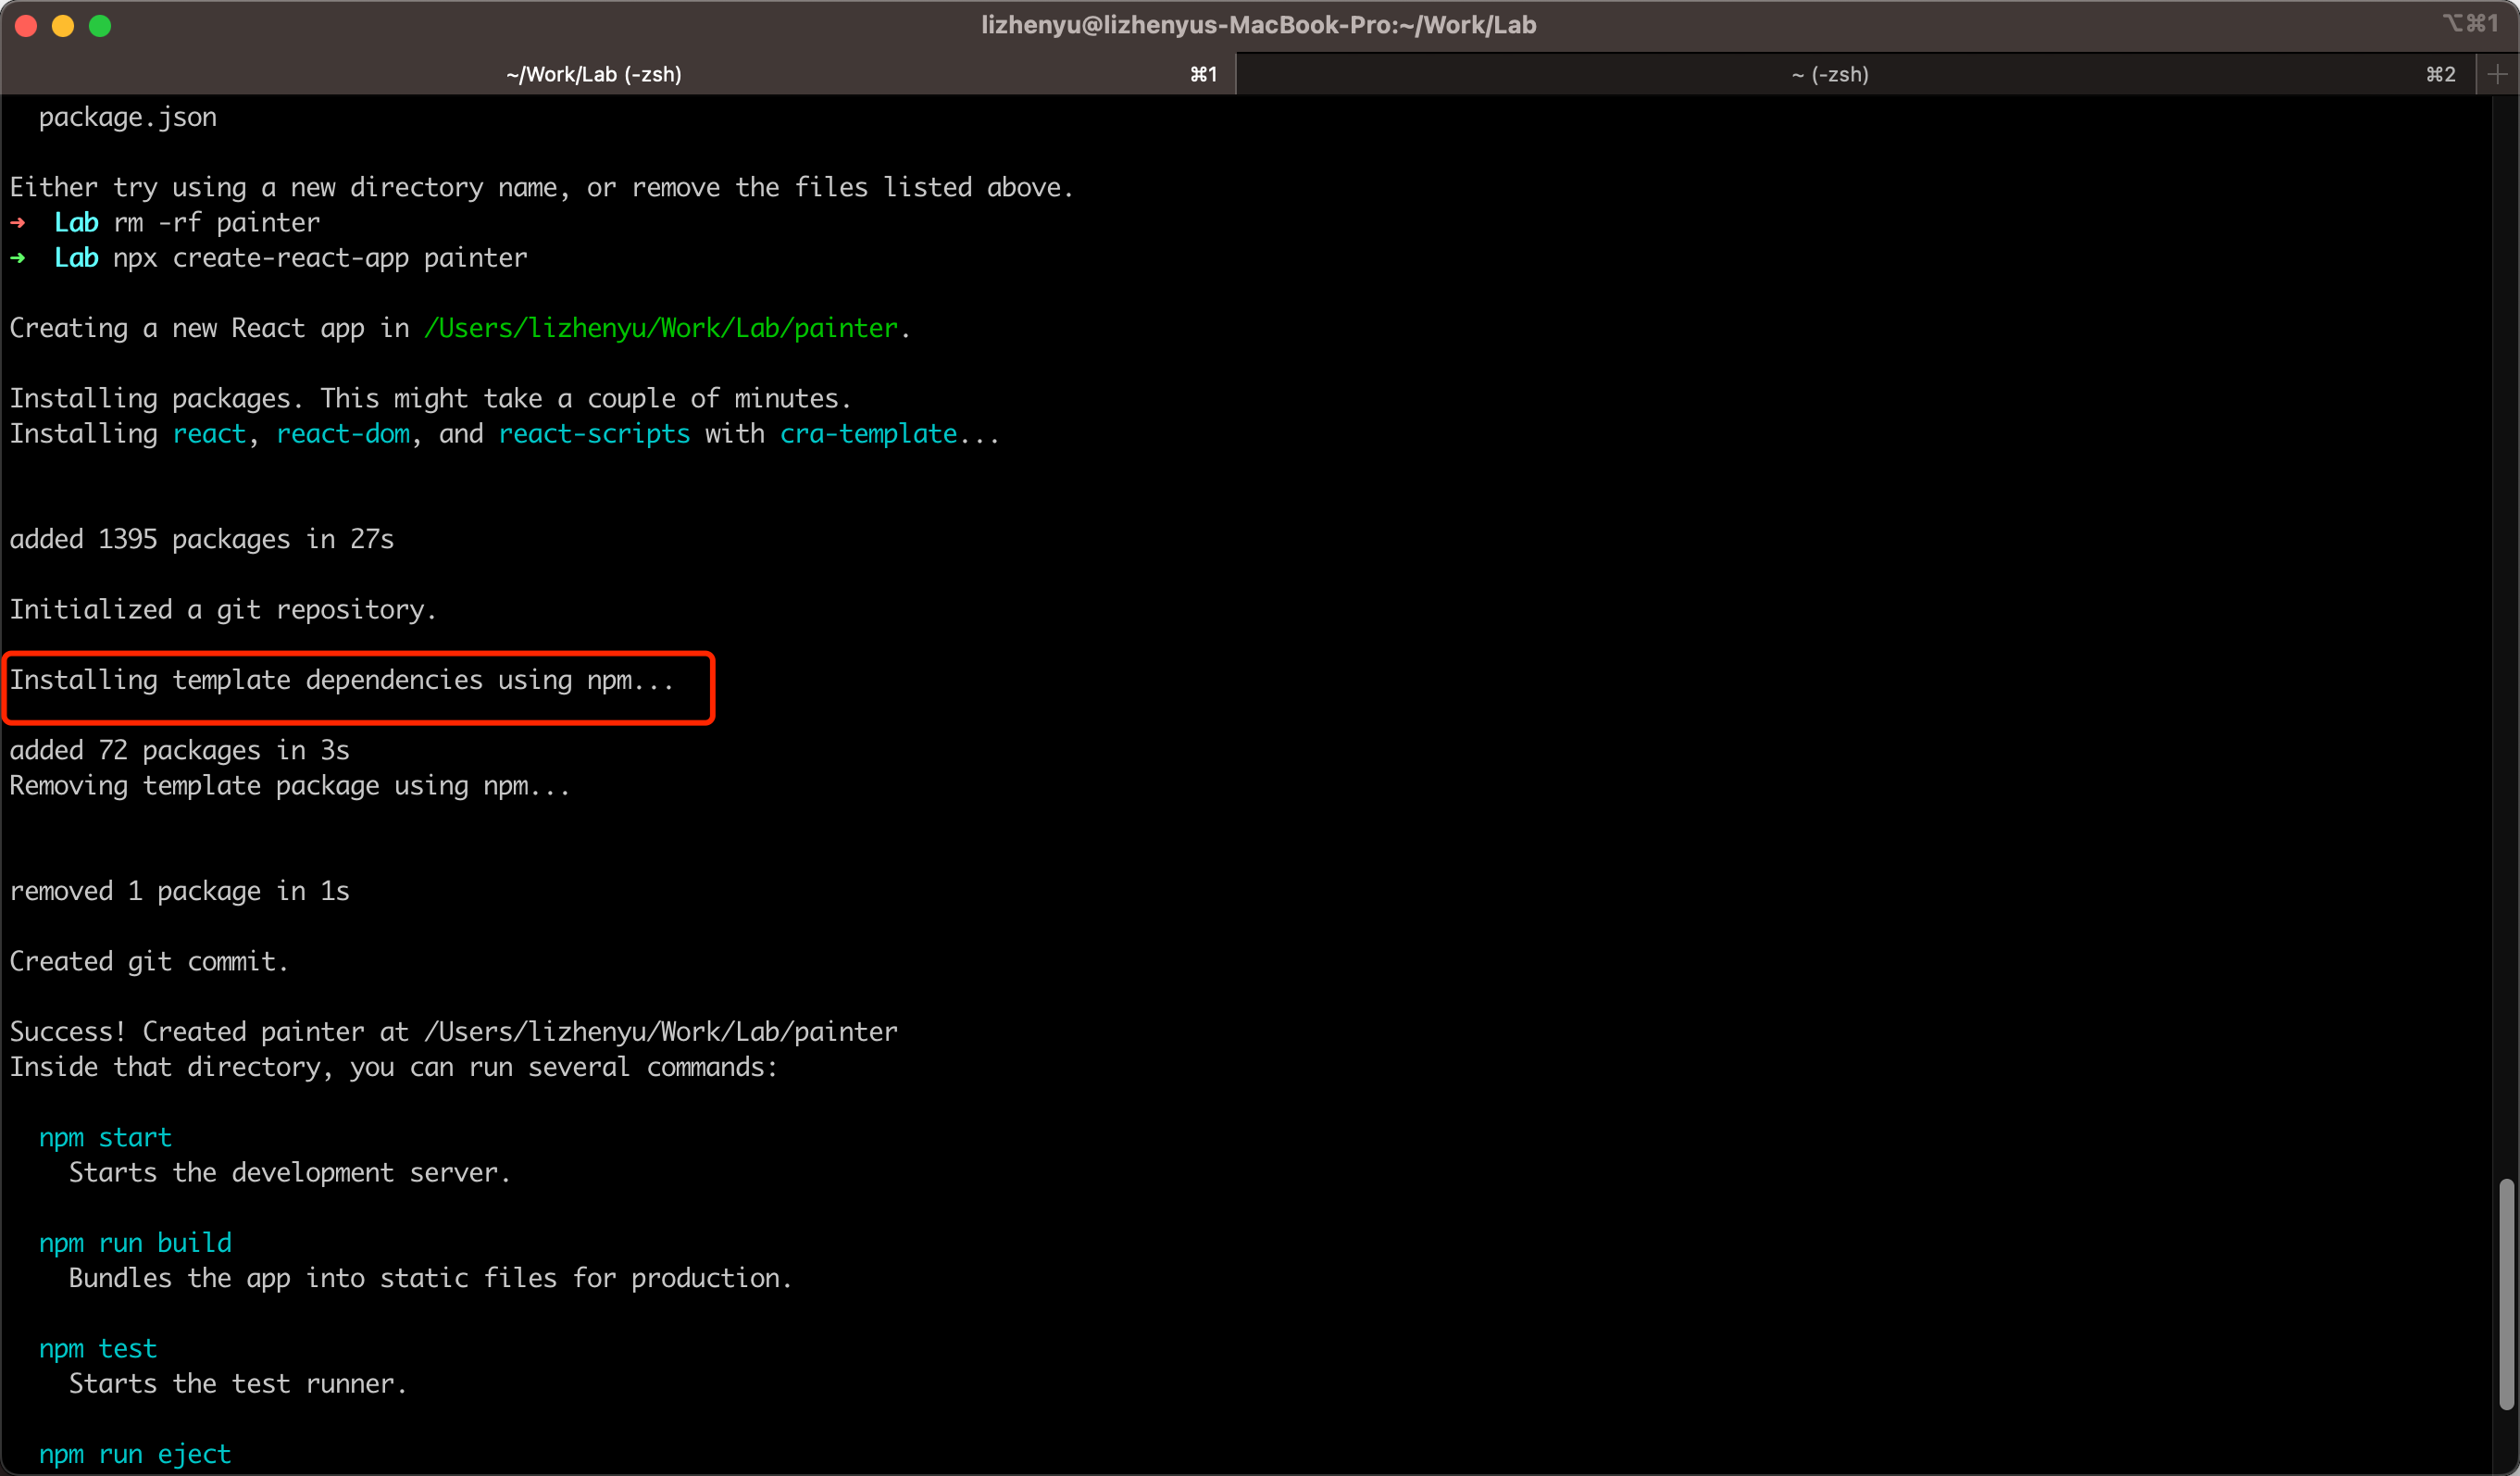 lizhenyu@lizhenyus-MacBook-Pro:~/Work/Lab
⌥⌘1
~/Work/Lab (-zsh)
⌘1
~ (-zsh)
⌘2
package.json
Either try using a new directory name, or remove the files listed above.
➜ Lab rm -rf painter
➜ Lab npx create-react-app painter
Creating a new React app in /Users/lizhenyu/Work/Lab/painter.
Installing packages. This might take a couple of minutes.
Installing react, react-dom, and react-scripts with cra-template...
added 1395 packages in 27s
Initialized a git repository.
Installing template dependencies using npm...
added 72 packages in 3s
Removing template package using npm...
removed 1 package in 1s
Created git commit.
Success! Created painter at /Users/lizhenyu/Work/Lab/painter
Inside that directory, you can run several commands:
npm start
Starts the development server.
npm run build
Bundles the app into static files for production.
npm test
Starts the test runner.
npm run eject